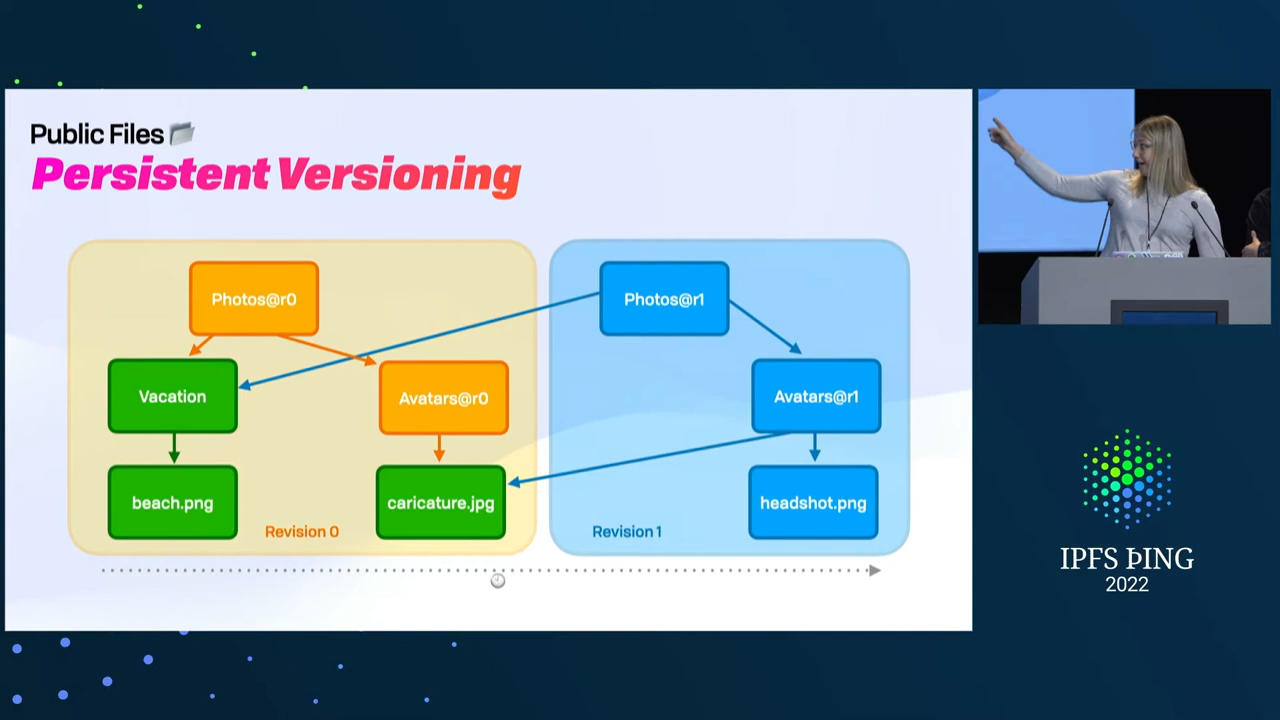 Public Files
Persistent Versioning
Photos@r0
Photos@r1
Vacation
Avatars@r0
Avatars@r1
beach.png
caricature.jpg
headshot.png
Revision 0
Revision 1
IPFS ÞING
2022